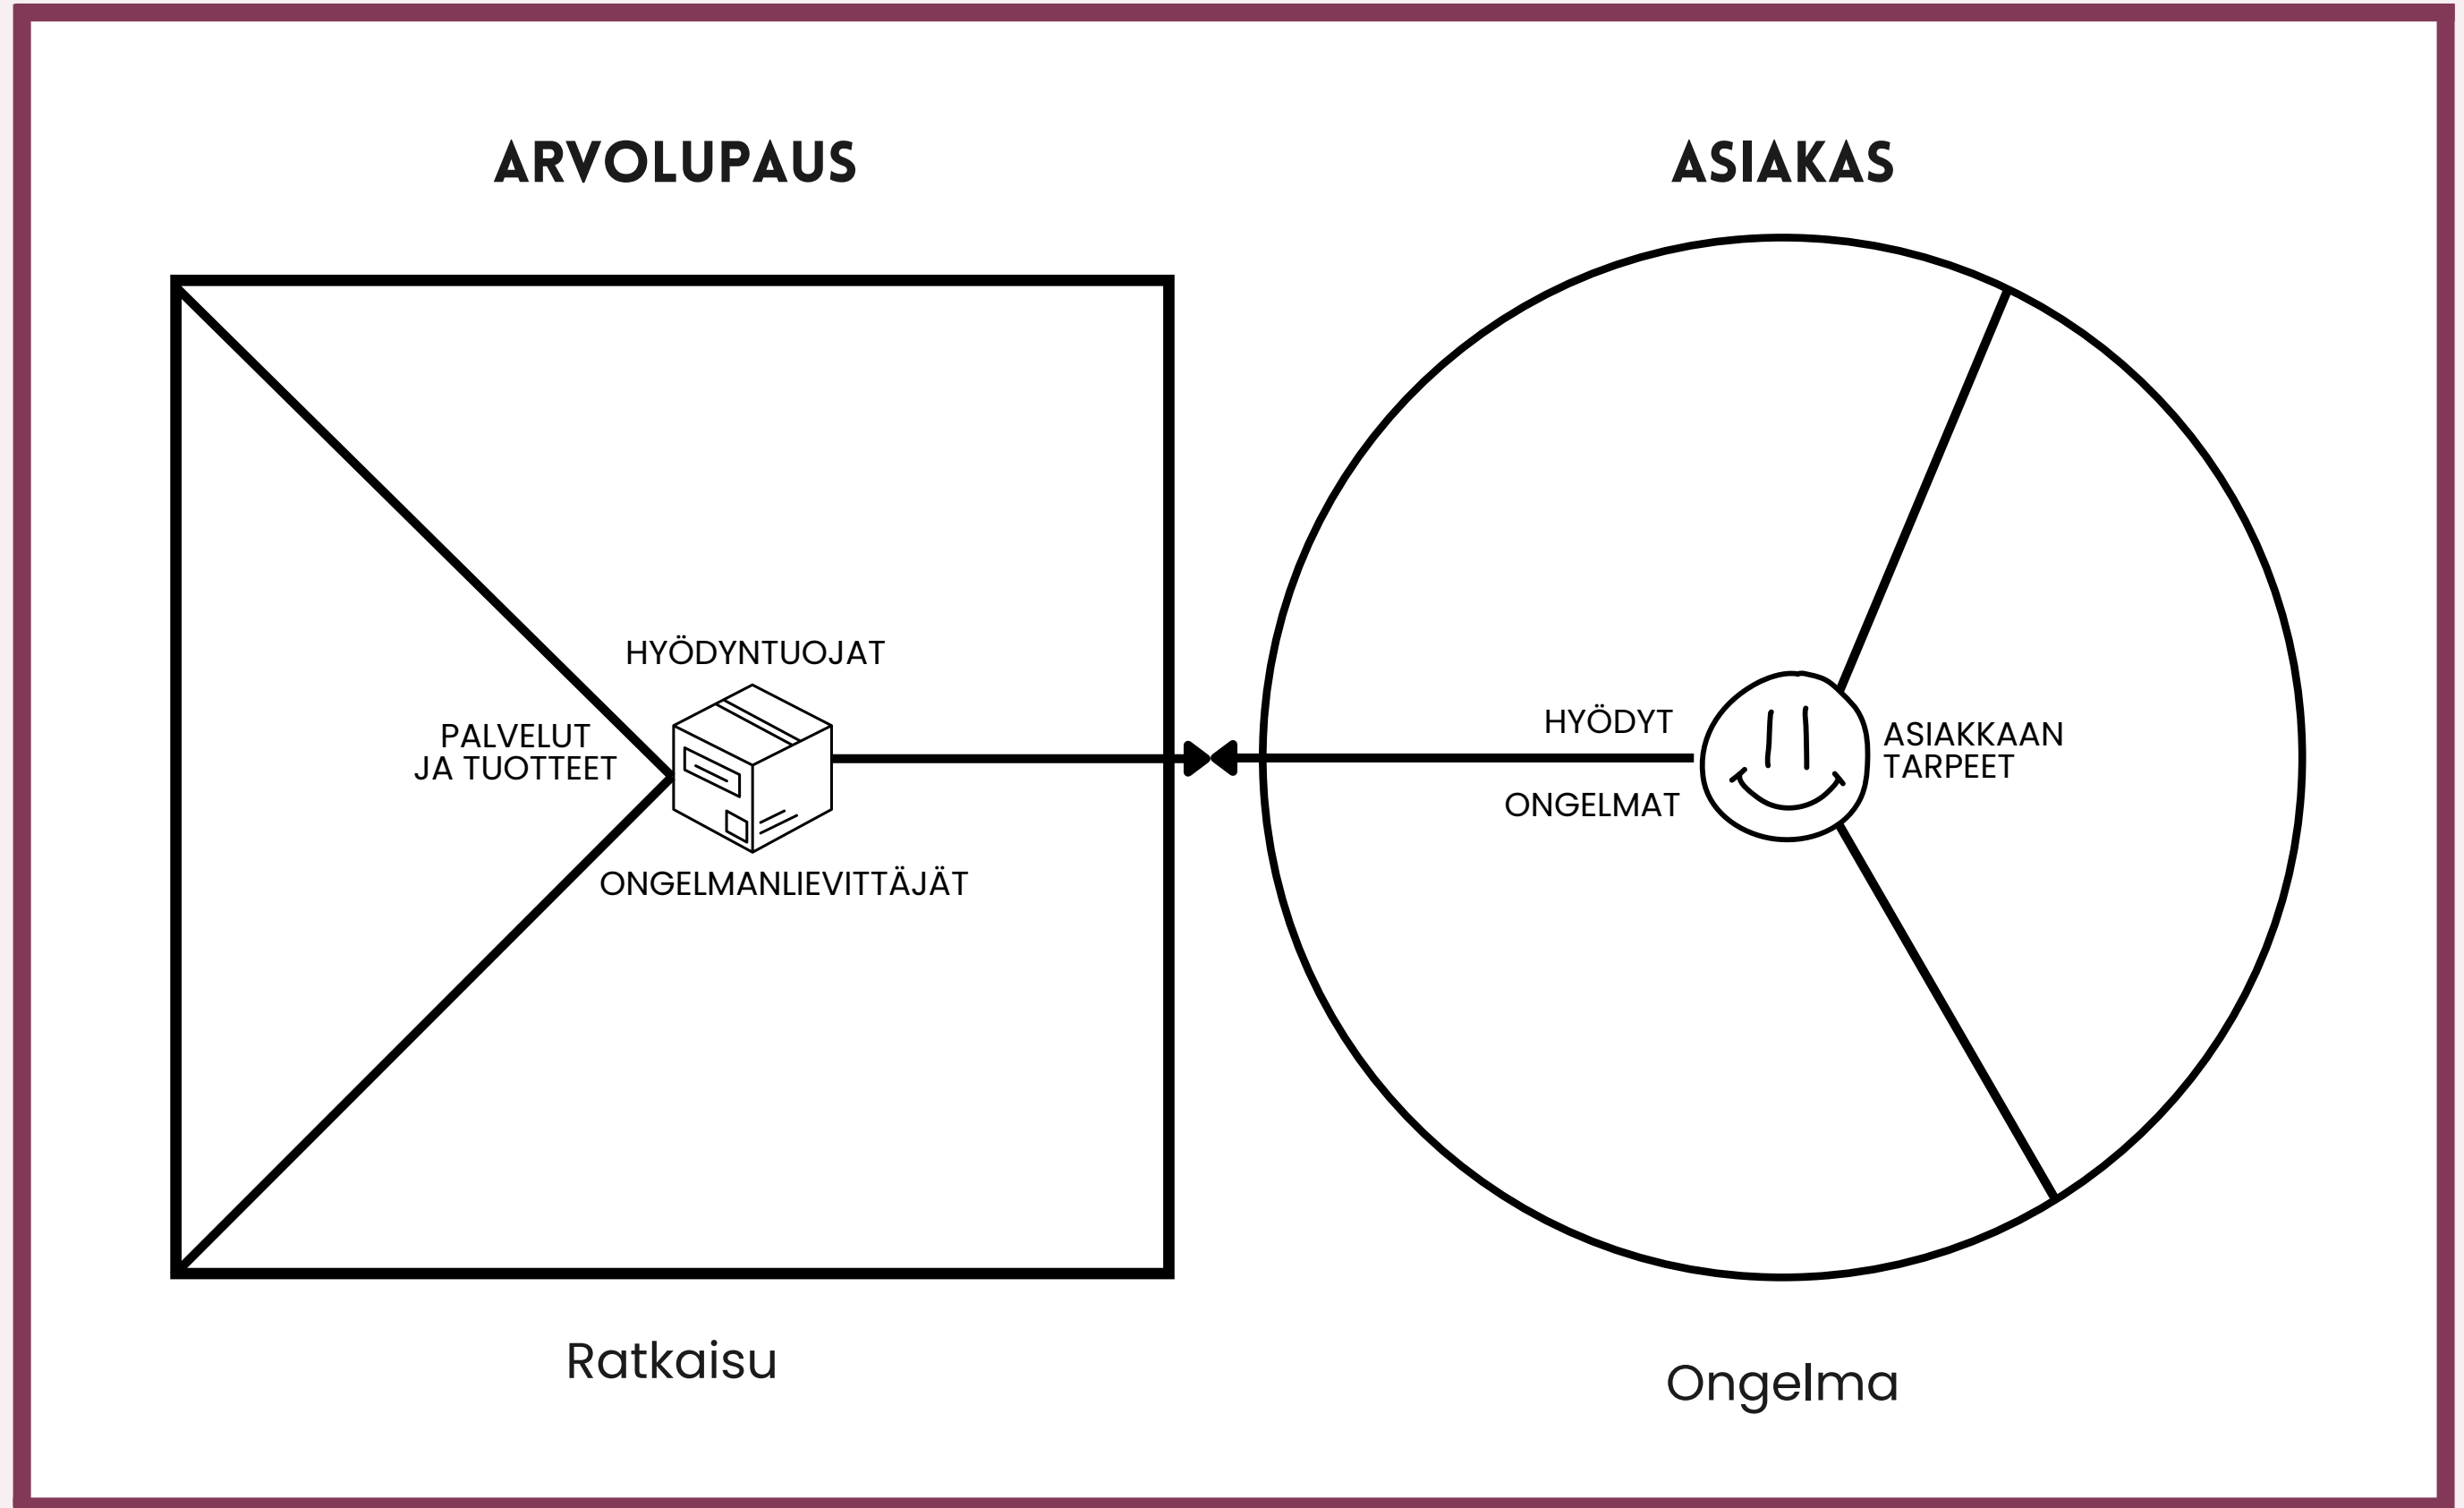 ARVOLUPAUS
ASIAKAS
HYÖDYNTUOJAT
PALVELUT
JA TUOTTEET
ONGELMANLIEVITTÄJÄT
HYÖDYT
ONGELMAT
ASIAKKAAN
TARPEET
Ratkaisu
Ongelma